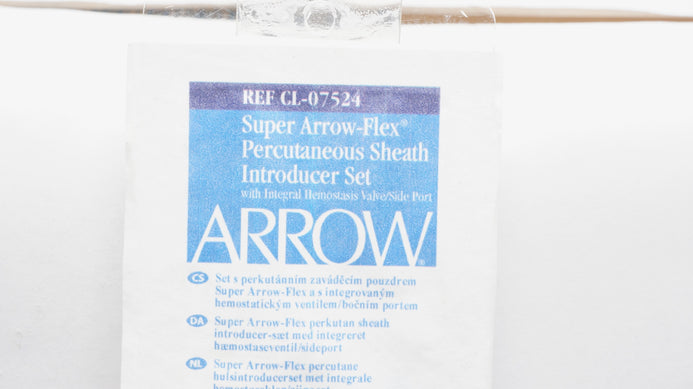 REF CL-07524
Super Arrow-Flex®
Percutaneous Sheath
Introducer Set
with Integral Hemostasis Valve/Side Port
ARROW®
CS Set s perkutánním zaváděcím pouzdrem
Super Arrow-Flex a s integrovaným
hemostatickým ventilem/bočním portem
DA Super Arrow-Flex perkutan sheath
introducer-sæt med integreret
hæmostaseventil/sideport
NL Super Arrow-Flex percutane
hulsintroducerset met integrale